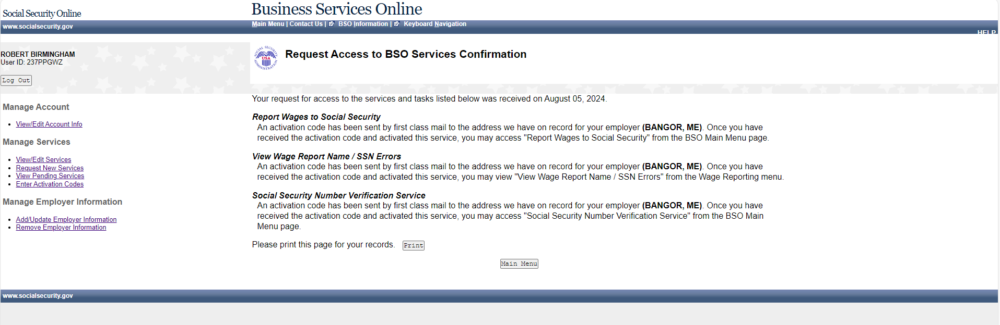 Social Security Online
Business Services Online
www.socialsecurity.gov
Main Menu | Contact Us | BSO Information | Keyboard Navigation
HELP
ROBERT BIRMINGHAM
User ID: 237PPGWZ
Log Out
SOCIAL SECURITY ADMINISTRATION
USA
Request Access to BSO Services Confirmation
Manage Account
• View/Edit Account Info
Manage Services
• View/Edit Services
• Request New Services
• View Pending Services
• Enter Activation Codes
Manage Employer Information
• Add/Update Employer Information
• Remove Employer Information
Your request for access to the services and tasks listed below was received on August 05, 2024.
Report Wages to Social Security
An activation code has been sent by first class mail to the address we have on record for your employer (BANGOR, ME). Once you have
received the activation code and activated this service, you may access "Report Wages to Social Security" from the BSO Main Menu page.
View Wage Report Name / SSN Errors
An activation code has been sent by first class mail to the address we have on record for your employer (BANGOR, ME). Once you have
received the activation code and activated this service, you may view "View Wage Report Name / SSN Errors" from the Wage Reporting menu.
Social Security Number Verification Service
An activation code has been sent by first class mail to the address we have on record for your employer (BANGOR, ME). Once you have
received the activation code and activated this service, you may access "Social Security Number Verification Service" from the BSO Main
Menu page.
Please print this page for your records. Print
Main Menu
www.socialsecurity.gov